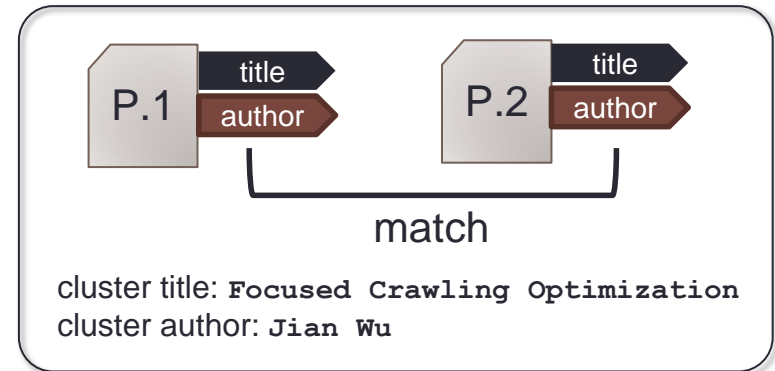 title
P.1
author
title
P.2
author
match
cluster title: Focused Crawling Optimization
cluster author: Jian Wu